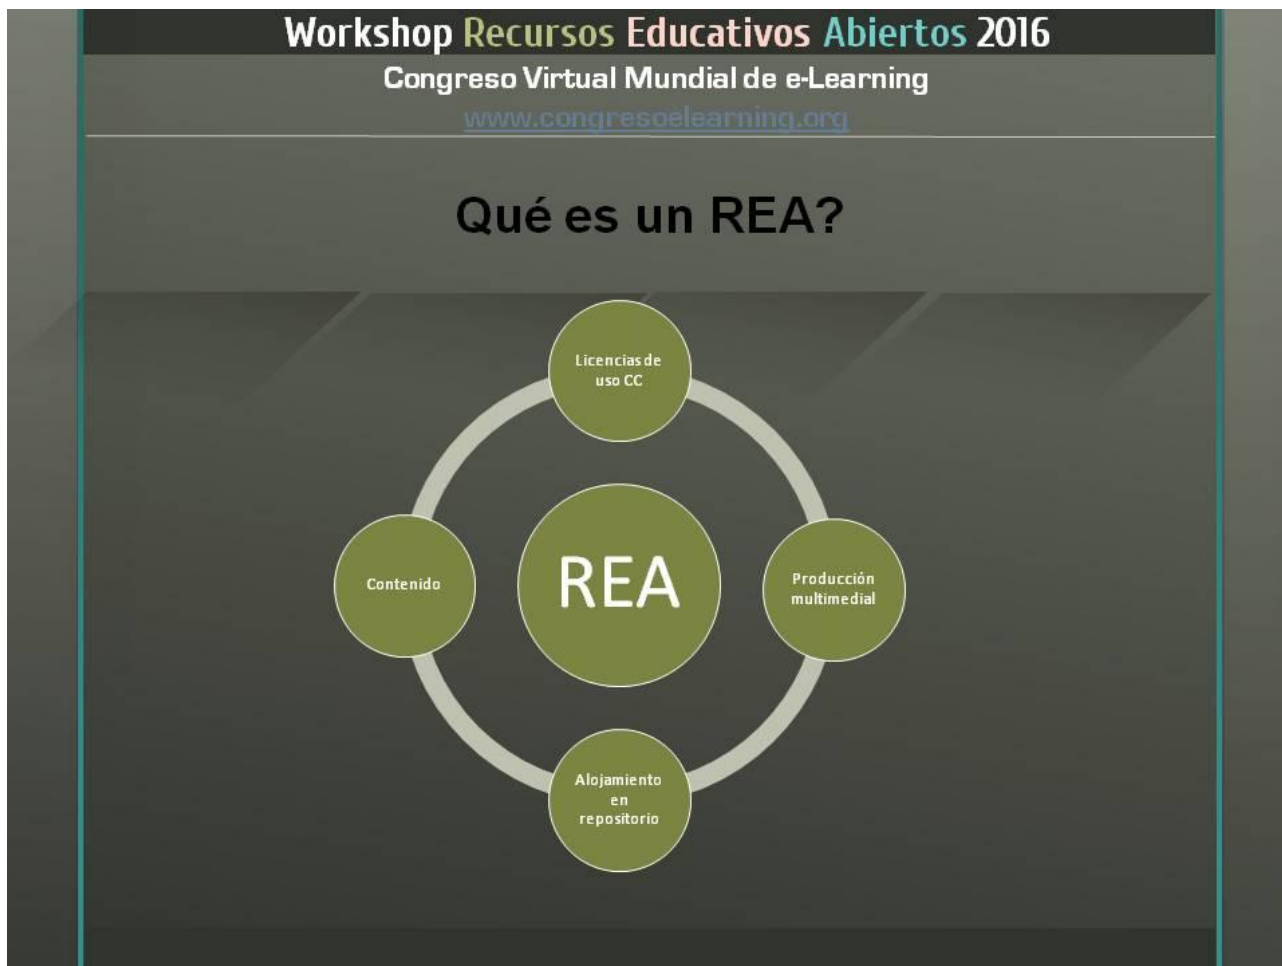 Workshop Recursos Educativos Abiertos 2016
Congreso Virtual Mundial de e-Learning
www.congresoelearning.org
Qué es un REA?
Licencias de
uso CC
Contenido
REA
Producción
multimedial
Alojamiento
en
repositorio